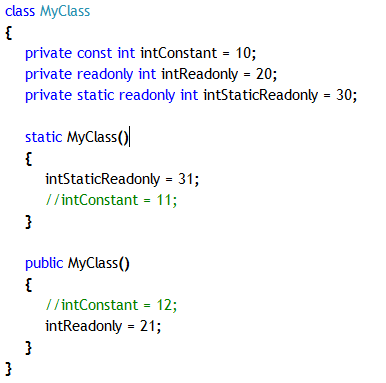 class MyClass
{
private const int intConstant = 10;
private readonly int intReadonly = 20;
private static readonly int intStaticReadonly = 30;
static MyClass()
{
intStaticReadonly = 31;
//intConstant = 11;
}
public MyClass()
{
//intConstant = 12;
intReadonly = 21;
}
}